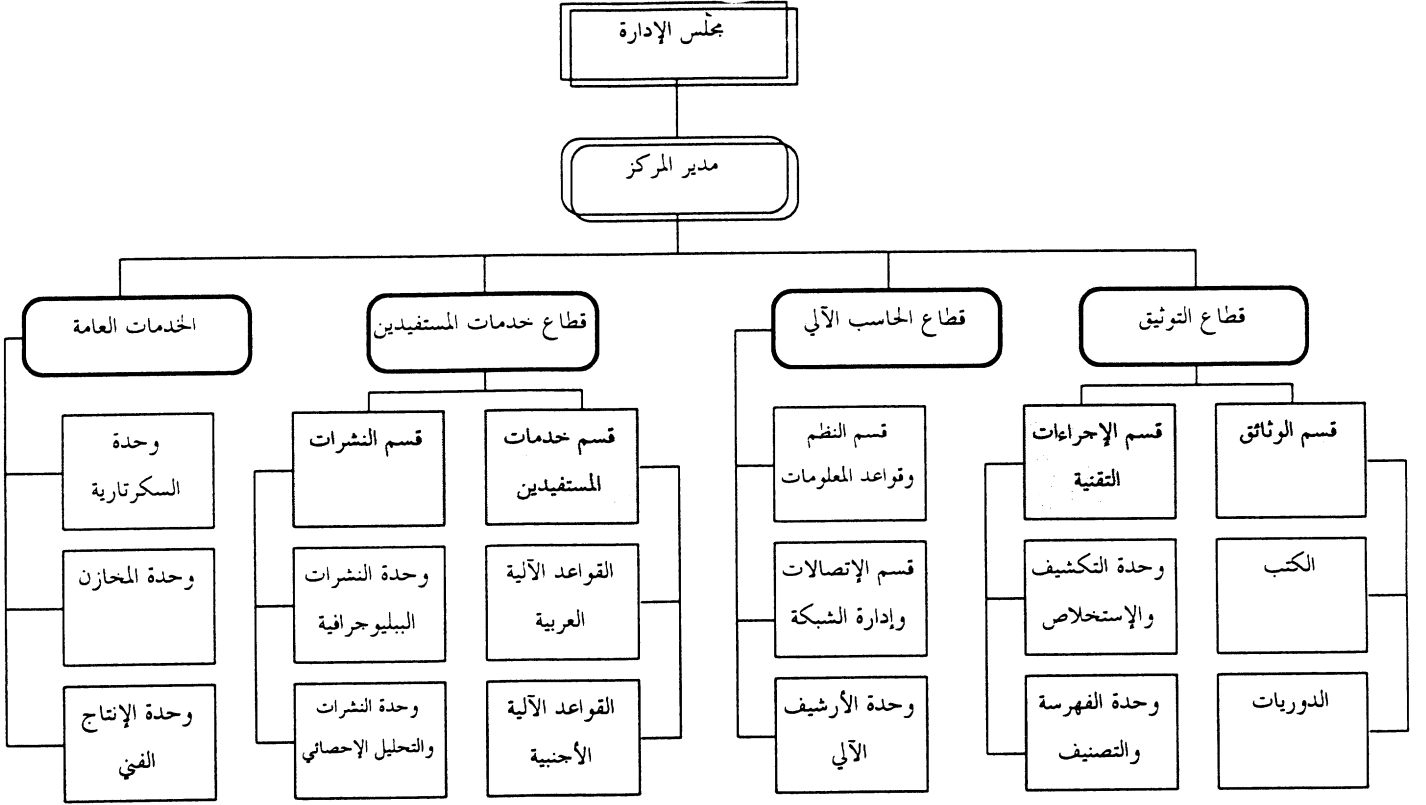 مجلس الإدارة
مدير المركز
قطاع التوثيق
قطاع الحاسب الآلي
قطاع خدمات المستفيدين
الخدمات العامة
قسم الوثائق
الكتب
الدوريات
قسم الإجراءات
التقنية
وحدة التكشيف
والإستخلاص
وحدة الفهرسة
والتصنيف
قسم النظم
وقواعد المعلومات
قسم الإتصالات
وإدارة الشبكة
وحدة الأرشيف
الآلي
قسم خدمات
المستفيدين
القواعد الآلية
العربية
القواعد الآلية
الأجنبية
قسم النشرات
وحدة النشرات
الببليوجرافية
وحدة النشرات
والتحليل الإحصائي
وحدة
السكرتارية
وحدة المخازن
وحدة الإنتاج
الفني